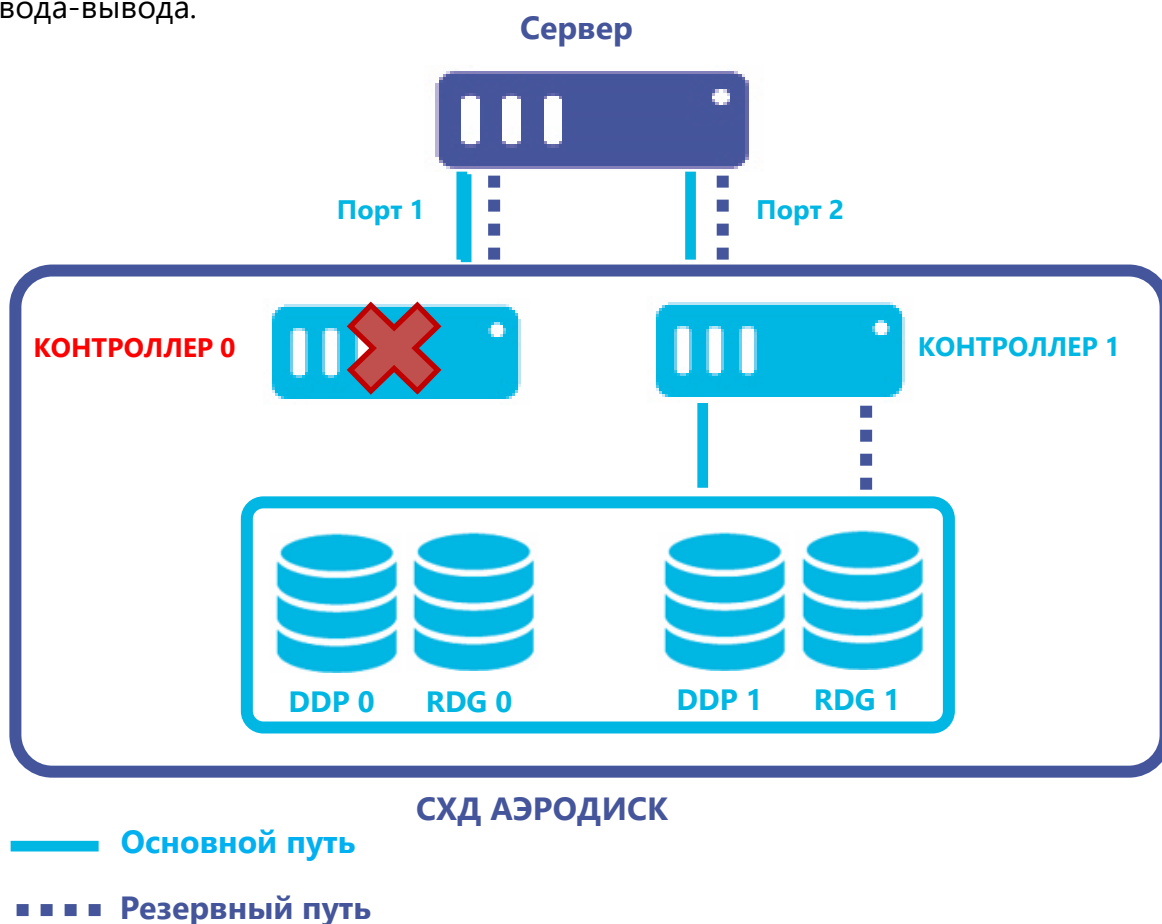 вода-вывода.
Сервер
Порт 1
Порт 2
КОНТРОЛЛЕР 0
КОНТРОЛЛЕР 1
DDP 0
RDG 0
DDP 1
RDG 1
СХД АЭРОДИСК
Основной путь
Резервный путь